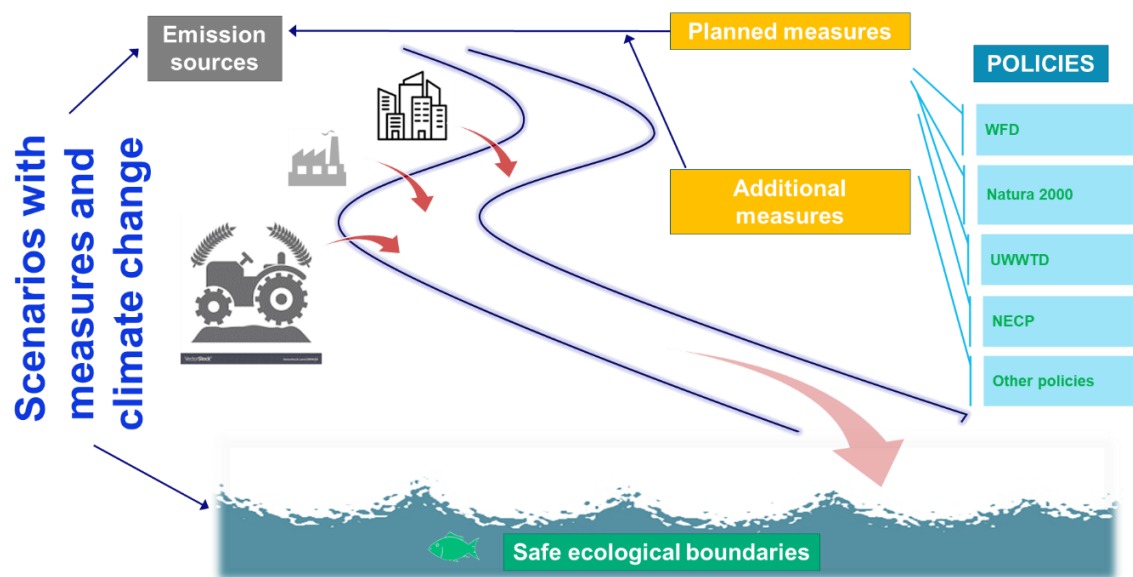 Emission
sources
Planned measures
POLICIES
WFD
Natura 2000
UWWTD
NECP
Other policies
Additional
measures
Scenarios with
measures and
climate change
VectorStock
Safe ecological boundaries